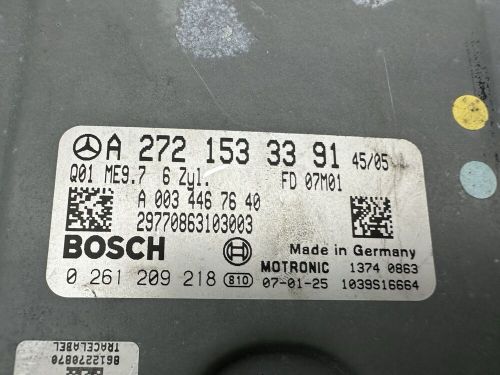 A 272 153 33 91 45/05
Q01 ME9.7 6 Zyl. FD 07M01
A 003 446 76 40
29770863103003
BOSCH Made in Germany
0 261 209 218 810 MOTRONIC 1374 0863
07-01-25 1039S16664
86122270870
TRACELABEL